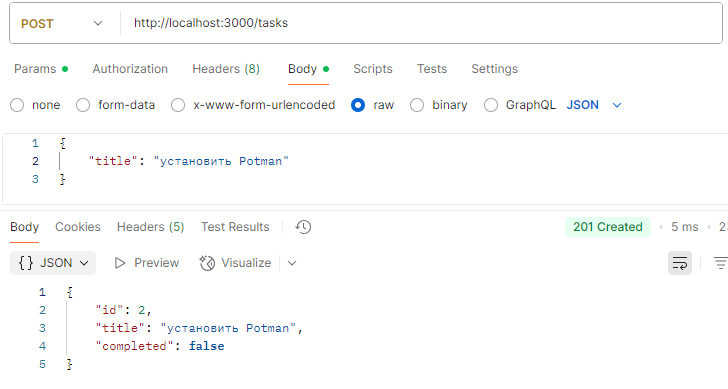 POST http://localhost:3000/tasks
Params Authorization Headers (8) Body Scripts Tests Settings
none form-data x-www-form-urlencoded raw binary GraphQL JSON
1 {
2 "title": "установить Potman"
3 }
Body Cookies Headers (5) Test Results 201 Created 5 ms
{} JSON Preview Visualize
1 {
2 "id": 2,
3 "title": "установить Potman",
4 "completed": false
5 }